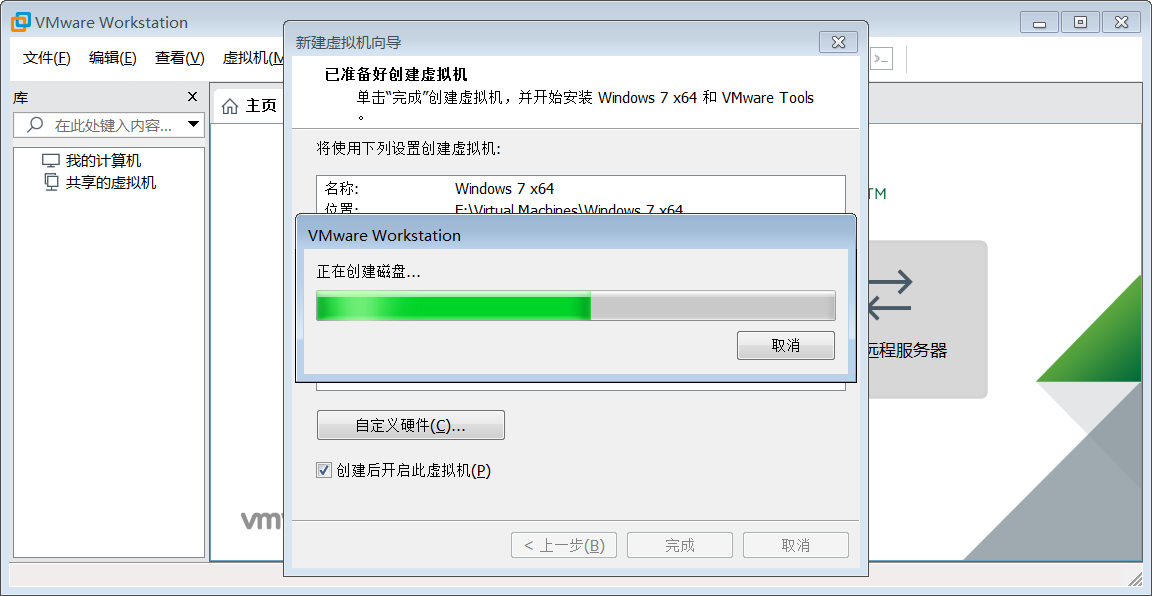 VMware Workstation
文件(F) 编辑(E) 查看(V) 虚拟机(M
库
在此处键入内容...
我的计算机
共享的虚拟机
主页
新建虚拟机向导
已准备好创建虚拟机
单击“完成”创建虚拟机，并开始安装 Windows 7 x64 和 VMware Tools
。
将使用下列设置创建虚拟机:
名称: Windows 7 x64
位置: F:\Virtual Machines\Windows 7 x64
VMware Workstation
正在创建磁盘...
取消
自定义硬件(C)...
创建后开启此虚拟机(P)
< 上一步(B) 完成 取消
TM
远程服务器
vm